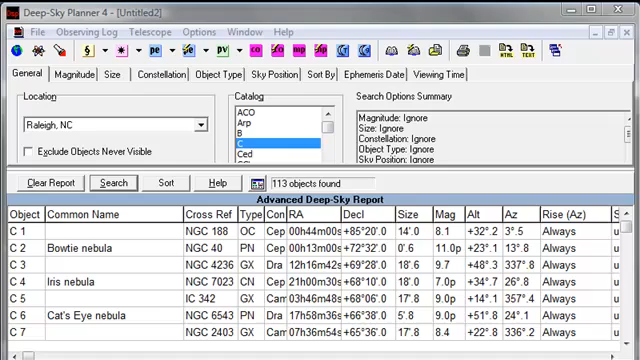 Deep-Sky Planner 4 - [Untitled2]
File Observing Log Telescope Options Window Help
General Magnitude Size Constellation Object Type Sky Position Sort By Ephemeris Date Viewing Time
Location Catalog Search Options Summary
Raleigh, NC
ACO
Arp
B
C
Ced
Magnitude: Ignore
Size: Ignore
Constellation: Ignore
Object Type: Ignore
Sky Position: Ignore
Exclude Objects Never Visible
Clear Report Search Sort Help 113 objects found
Advanced Deep-Sky Report
Object Common Name Cross Ref Type Con RA Decl Size Mag Alt Az Rise (Az) S
C 1 NGC 188 OC Cep 00h44m00s +85°20'.0 14'.0 8.1 +32°.2 3°.5 Always u
C 2 Bowtie nebula NGC 40 PN Cep 00h13m00s +72°32'.0 0'.6 11.0p +23°.1 13°.8 Always u
C 3 NGC 4236 GX Dra 12h16m42s +69°28'.0 18'.6 9.7 +38°.3 337°.8 Always u
C 4 Iris nebula NGC 7023 CN Cep 21h01m48s +68°10'.0 18'.0 7.0p +34°.7 26°.8 Always u
C 5 IC 342 GX Cam 03h46m48s +68°06'.0 17'.8 9.1p +14°.2 357°.4 Always u
C 6 Cat's Eye nebula NGC 6543 PN Dra 17h58m36s +66°38'.0 5'.8 8.8p +51°.8 24°.1 Always u
C 7 NGC 2403 GX Cam 07h36m54s +65°36'.0 17'.8 8.4 +22°.8 336°.2 Always u